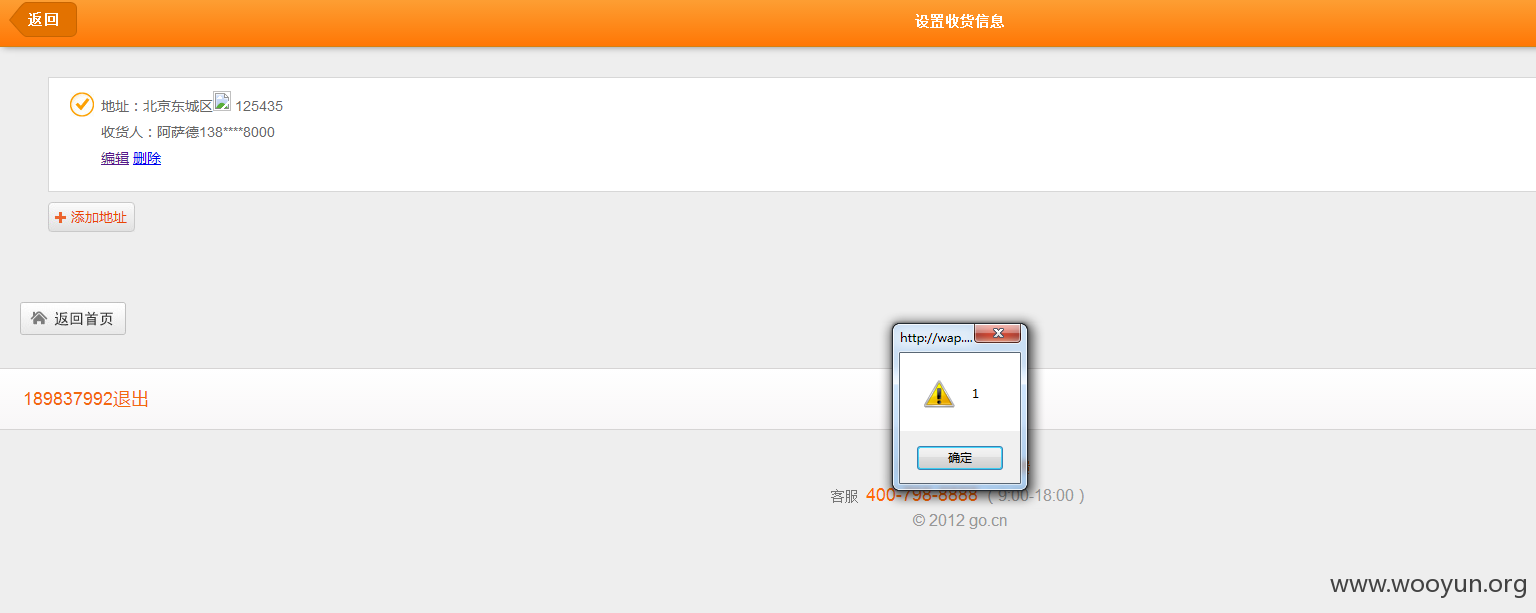 返回
设置收货信息
地址：北京东城区 125435
收货人：阿萨德138****8000
编辑 删除
添加地址
返回首页
http://wap....
1
确定
189837992退出
客服 400-798-8888 ( 9:00-18:00 )
© 2012 go.cn
www.wooyun.org